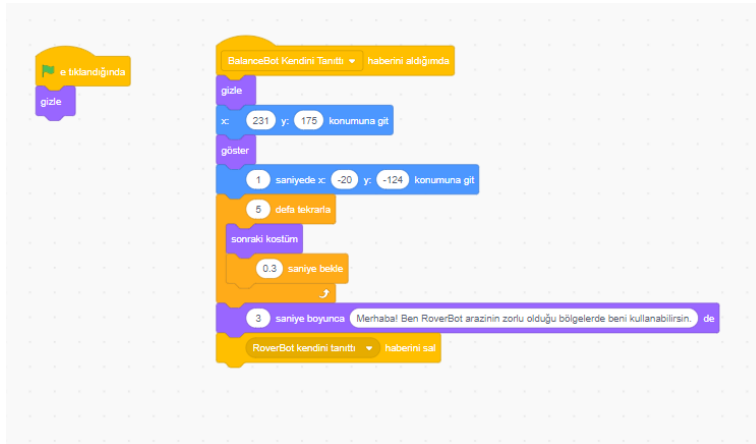 e tıklandığında
gizle
BalanceBot Kendini Tanıttı haberini aldığımda
gizle
x: 231 y: 175 konumuna git
göster
1 saniyede x: -20 y: -124 konumuna git
5 defa tekrarla
sonraki kostüm
0.3 saniye bekle
3 saniye boyunca Merhaba! Ben RoverBot arazinin zorlu olduğu bölgelerde beni kullanabilirsin. de
RoverBot kendini tanıttı haberini sal